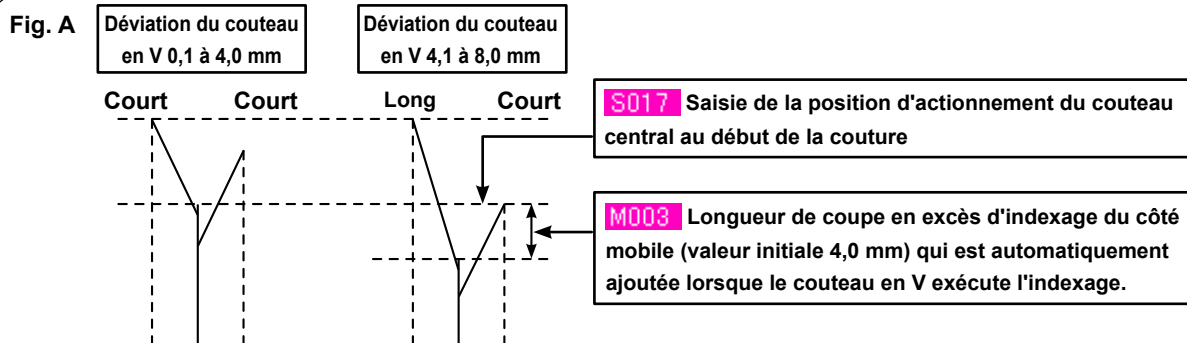 Fig. A
Déviation du couteau
en V 0,1 à 4,0 mm
Déviation du couteau
en V 4,1 à 8,0 mm
Court Court
Long Court
S017 Saisie de la position d'actionnement du couteau
central au début de la couture
M003 Longueur de coupe en excès d'indexage du côté
mobile (valeur initiale 4,0 mm) qui est automatiquement
ajoutée lorsque le couteau en V exécute l'indexage.